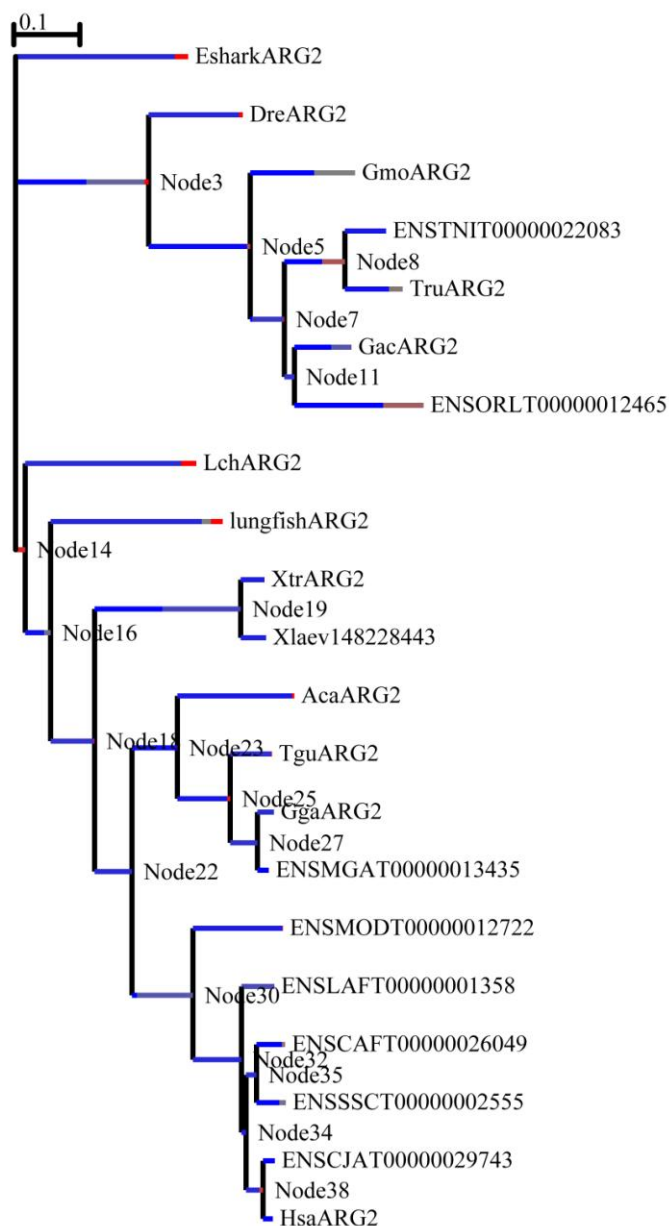 0.1
EsharkARG2
DreARG2
GmoARG2
Node3
ENSTNIT00000022083
Node5
Node8
TruARG2
Node7
GacARG2
Node11
ENSORLT00000012465
LchARG2
lungfishARG2
Node14
XtrARG2
Node19
Node16
Xlaev148228443
AcaARG2
Node18
Node23
TguARG2
Node25
GgaARG2
Node27
Node22
ENSMGAT00000013435
ENSMODT00000012722
ENSLAFT00000001358
Node30
ENSCAFT00000026049
Node32
Node35
ENSSSCT00000002555
Node34
ENSCJAT00000029743
Node38
HsaARG2